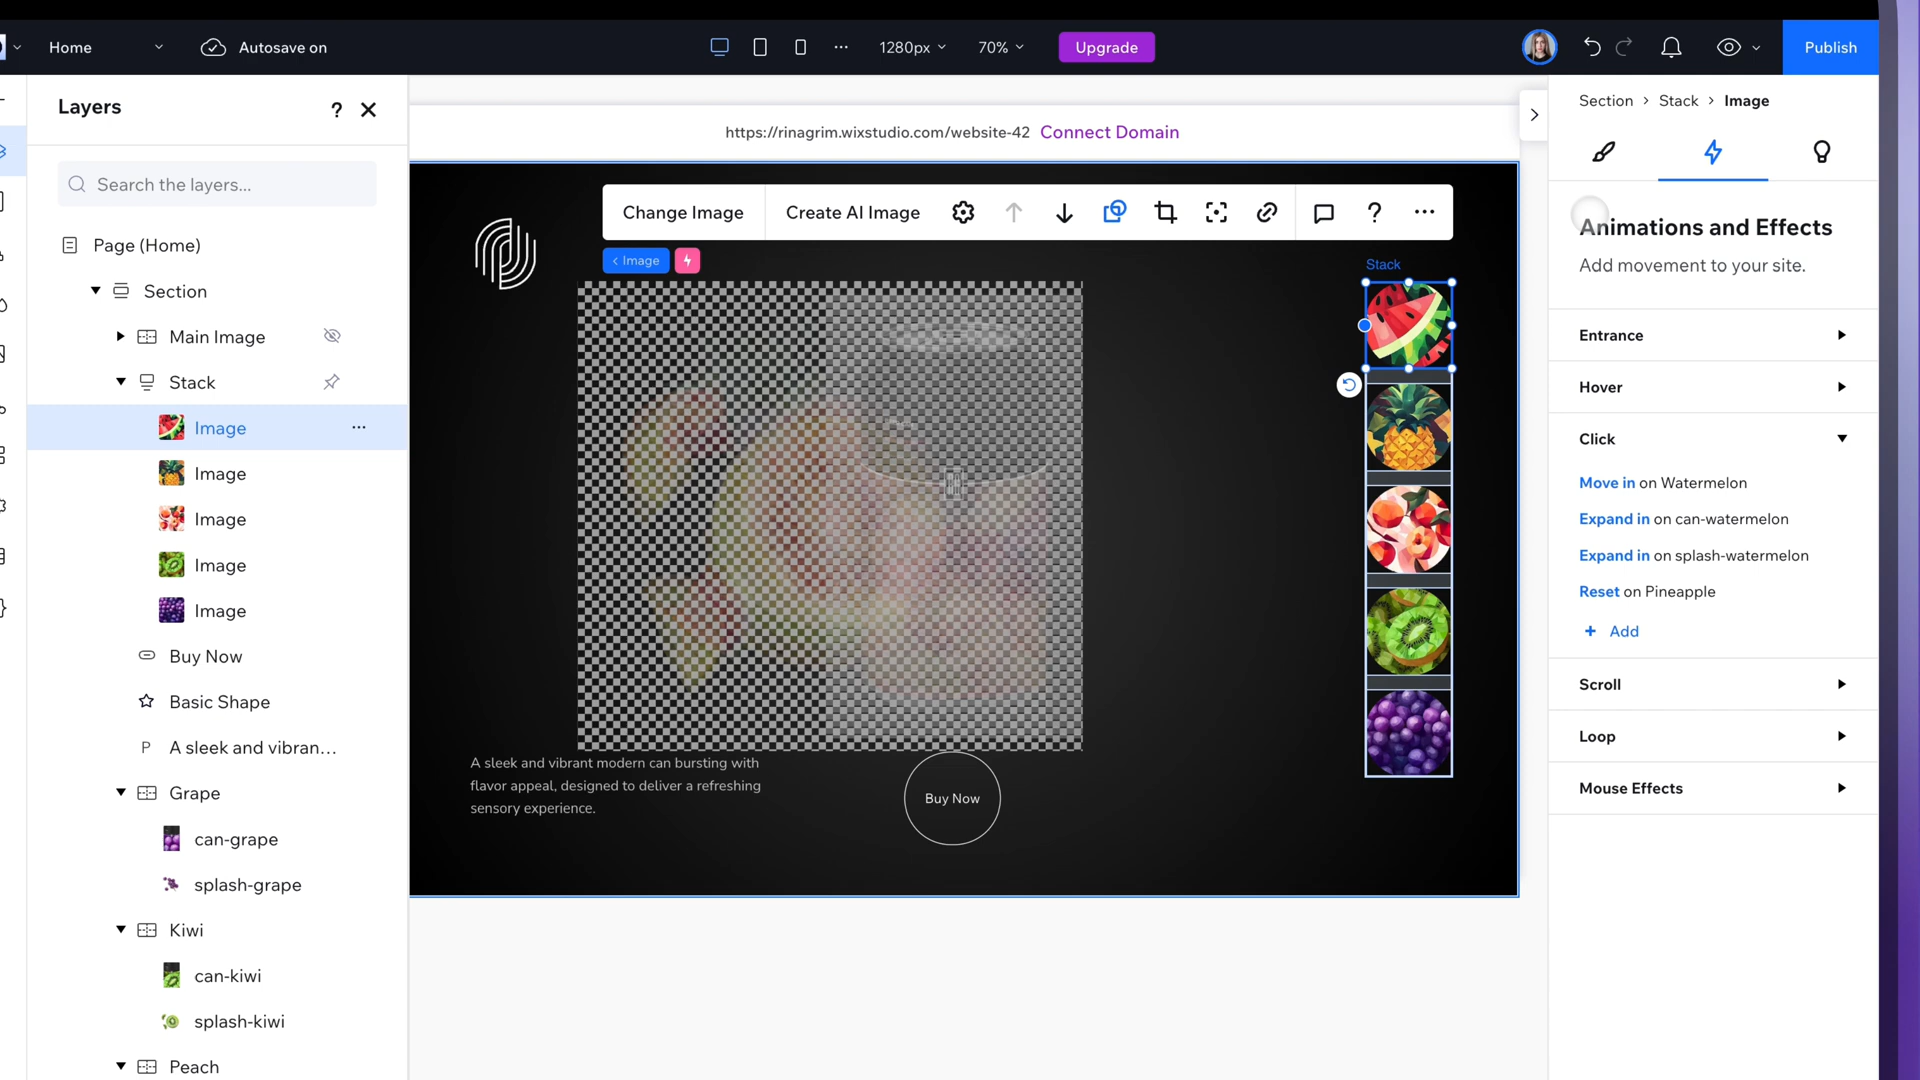 Home
Autosave on
1280px
70%
Upgrade
Publish
Layers
?
Search the layers...
Page (Home)
Section
Main Image
Stack
Image
Image
Image
Image
Image
Buy Now
Basic Shape
P A sleek and vibran...
Grape
can-grape
splash-grape
Kiwi
can-kiwi
splash-kiwi
Peach
https://rinagrim.wixstudio.com/website-42 Connect Domain
Change Image
Create AI Image
?
< Image
Stack
A sleek and vibrant modern can bursting with
flavor appeal, designed to deliver a refreshing
sensory experience.
Buy Now
Section > Stack > Image
Animations and Effects
Add movement to your site.
Entrance
Hover
Click
Move in on Watermelon
Expand in on can-watermelon
Expand in on splash-watermelon
Reset on Pineapple
+ Add
Scroll
Loop
Mouse Effects